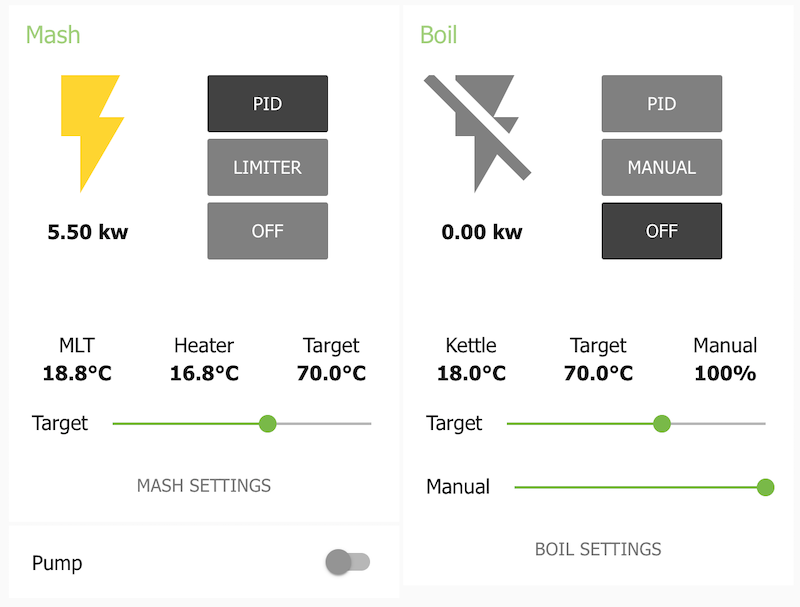 Mash
PID
LIMITER
OFF
5.50 kw
MLT Heater Target
18.8°C 16.8°C 70.0°C
Target
MASH SETTINGS
Pump
Boil
PID
MANUAL
OFF
0.00 kw
Kettle Target Manual
18.0°C 70.0°C 100%
Target
Manual
BOIL SETTINGS